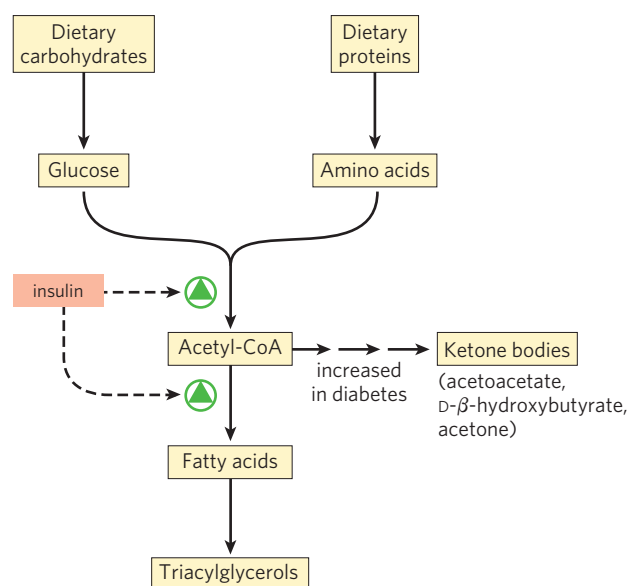 Dietary
carbohydrates
Dietary
proteins
Glucose
Amino acids
insulin
Acetyl-CoA
increased
in diabetes
Ketone bodies
(acetoacetate,
D-β-hydroxybutyrate,
acetone)
Fatty acids
Triacylglycerols